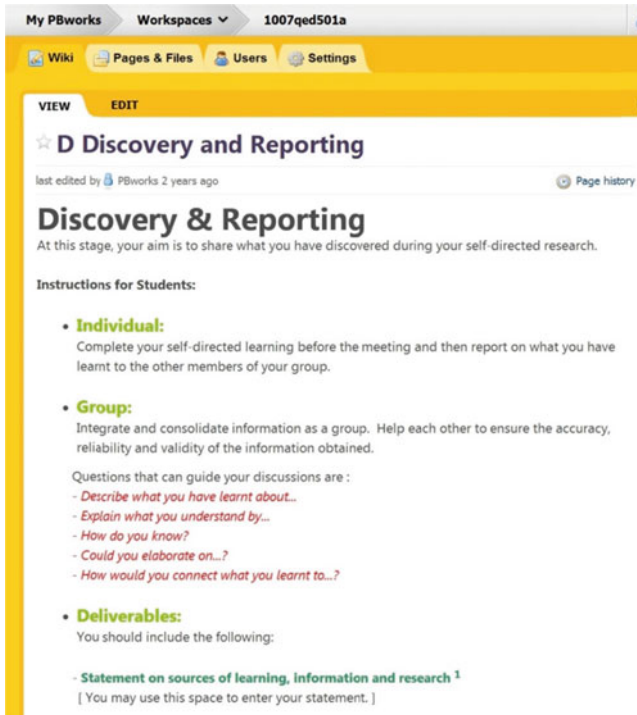 My PBworks Workspaces 1007qed501a
Wiki Pages & Files Users Settings
VIEW EDIT
D Discovery and Reporting
last edited by PBworks 2 years ago Page history
Discovery & Reporting
At this stage, your aim is to share what you have discovered during your self-directed research.
Instructions for Students:
• Individual:
Complete your self-directed learning before the meeting and then report on what you have
learnt to the other members of your group.
• Group:
Integrate and consolidate information as a group.  Help each other to ensure the accuracy,
reliability and validity of the information obtained.
Questions that can guide your discussions are :
- Describe what you have learnt about...
- Explain what you understand by...
- How do you know?
- Could you elaborate on...?
- How would you connect what you learnt to...?
• Deliverables:
You should include the following:
- Statement on sources of learning, information and research 1
[ You may use this space to enter your statement. ]